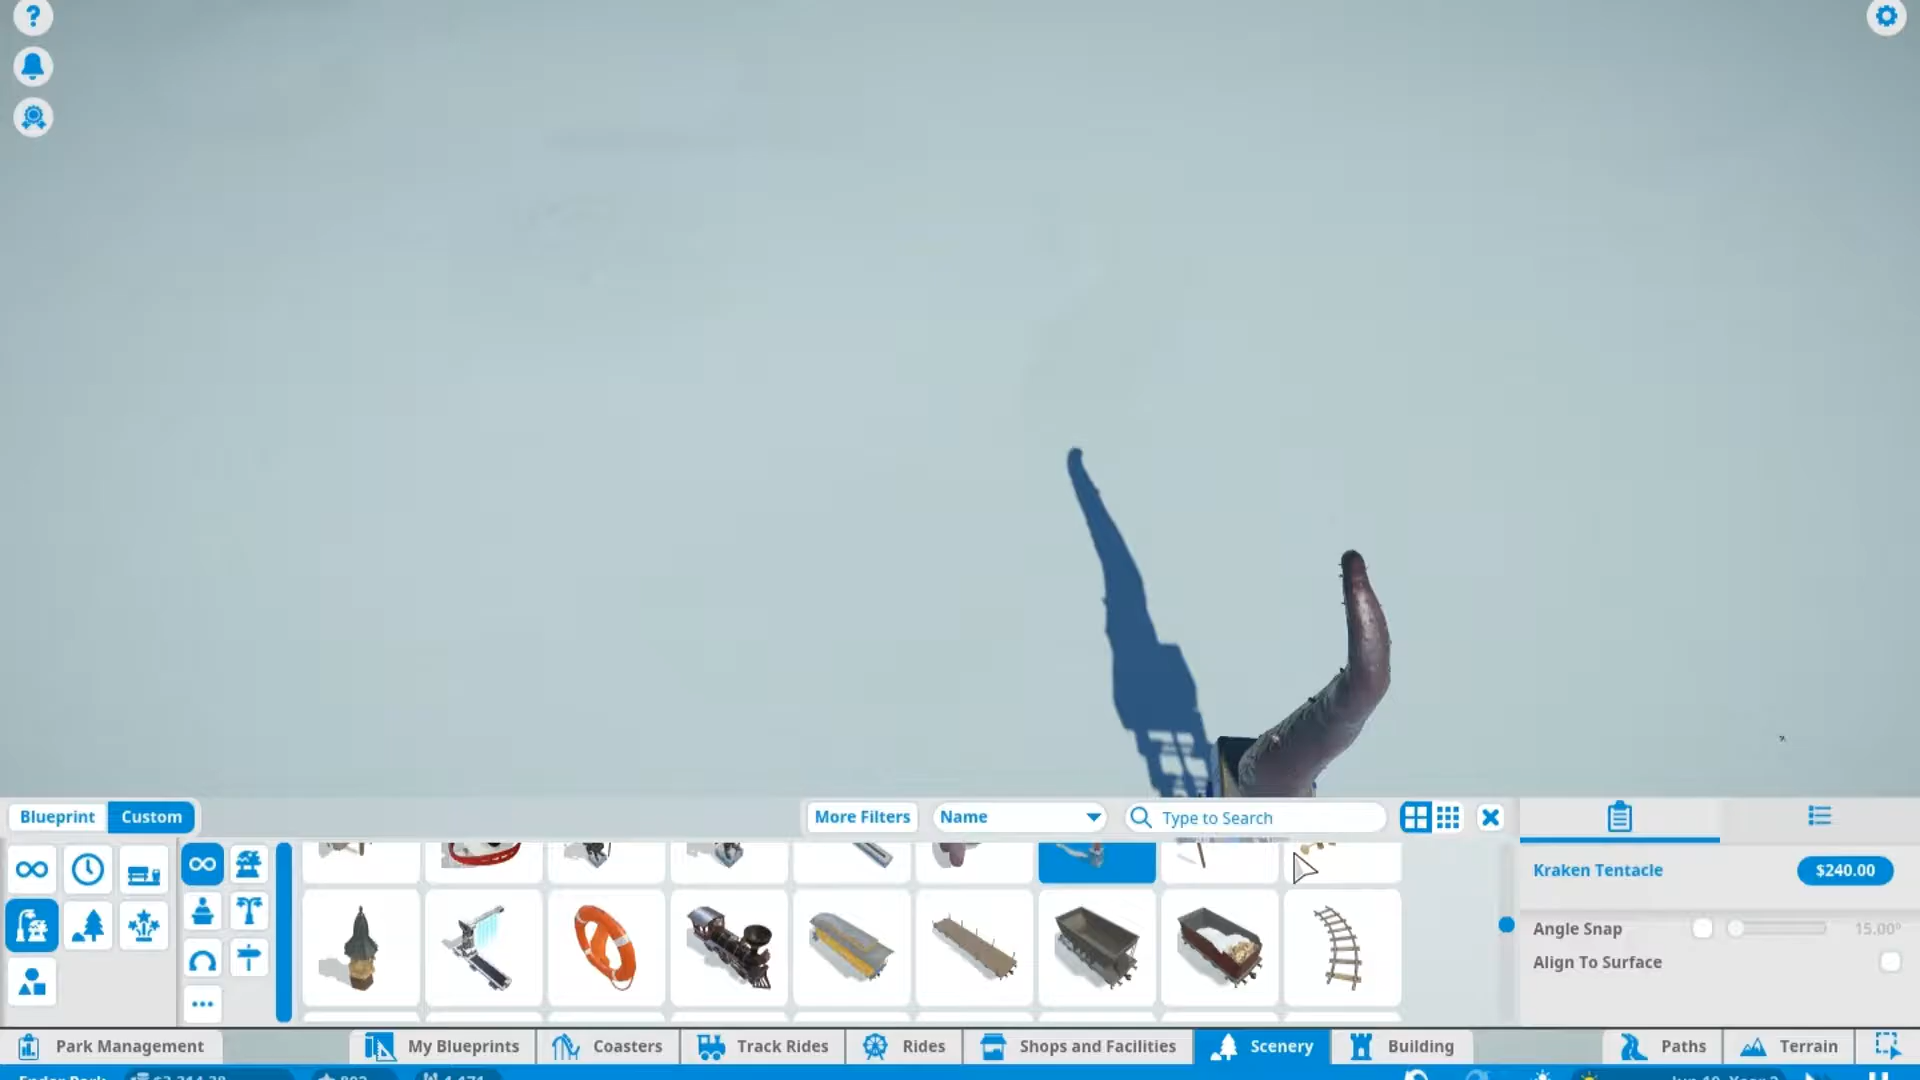 ?
Blueprint
Custom
More Filters
Name
Type to Search
Kraken Tentacle
$240.00
Angle Snap
15.00º
Align To Surface
Park Management
My Blueprints
Coasters
Track Rides
Rides
Shops and Facilities
Scenery
Building
Paths
Terrain